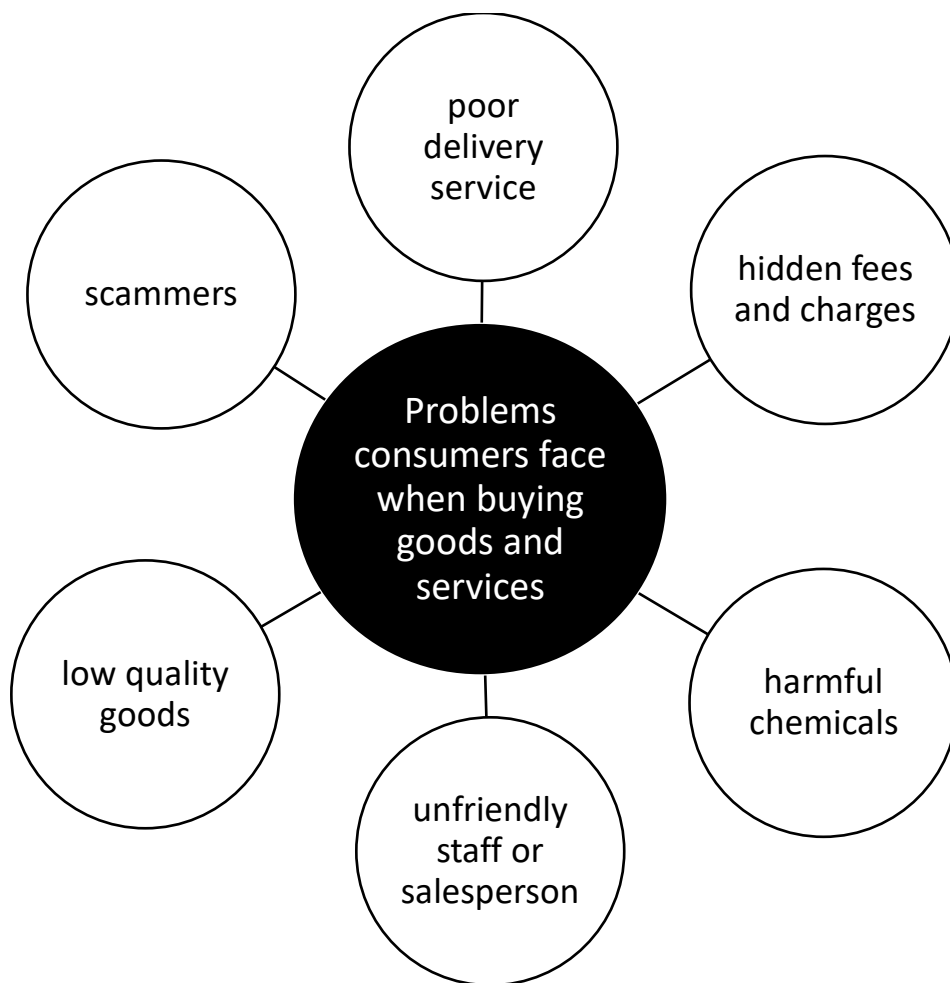 poor
delivery
service
scammers
hidden fees
and charges
Problems
consumers face
when buying
goods and
services
low quality
goods
harmful
chemicals
unfriendly
staff or
salesperson